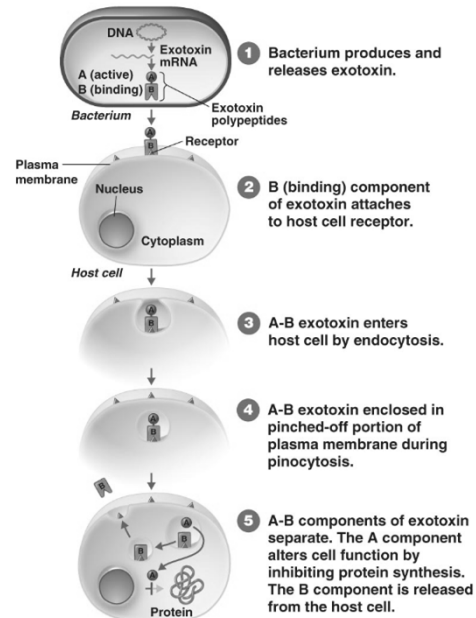 DNA
Exotoxin
mRNA
A (active)
B (binding)
A
B
Exotoxin
polypeptides
Bacterium
1 Bacterium produces and
releases exotoxin.
A
B
Receptor
Plasma
membrane
Nucleus
Cytoplasm
Host cell
2 B (binding) component
of exotoxin attaches
to host cell receptor.
A
B
3 A-B exotoxin enters
host cell by endocytosis.
A
B
4 A-B exotoxin enclosed in
pinched-off portion of
plasma membrane during
pinocytosis.
B
A
B
B
A
Protein
5 A-B components of exotoxin
separate. The A component
alters cell function by
inhibiting protein synthesis.
The B component is released
from the host cell.